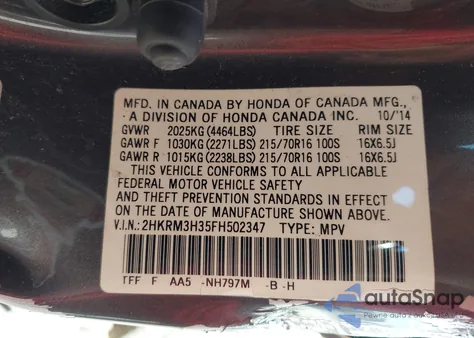 MFD. IN CANADA BY HONDA OF CANADA MFG.,
A DIVISION OF HONDA CANADA INC. 10/'14
GVWR 2025KG (4464LBS) TIRE SIZE RIM SIZE
GAWR F 1030KG (2271LBS) 215/70R16 100S 16X6.5J
GAWR R 1015KG (2238LBS) 215/70R16 100S 16X6.5J
THIS VEHICLE CONFORMS TO ALL APPLICABLE
FEDERAL MOTOR VEHICLE SAFETY
AND THEFT PREVENTION STANDARDS IN EFFECT
ON THE DATE OF MANUFACTURE SHOWN ABOVE.
V.I.N.: 2HKRM3H35FH502347 TYPE: MPV
TFF F AA5 -NH797M -B -H
autoSnap
Pewne auta z